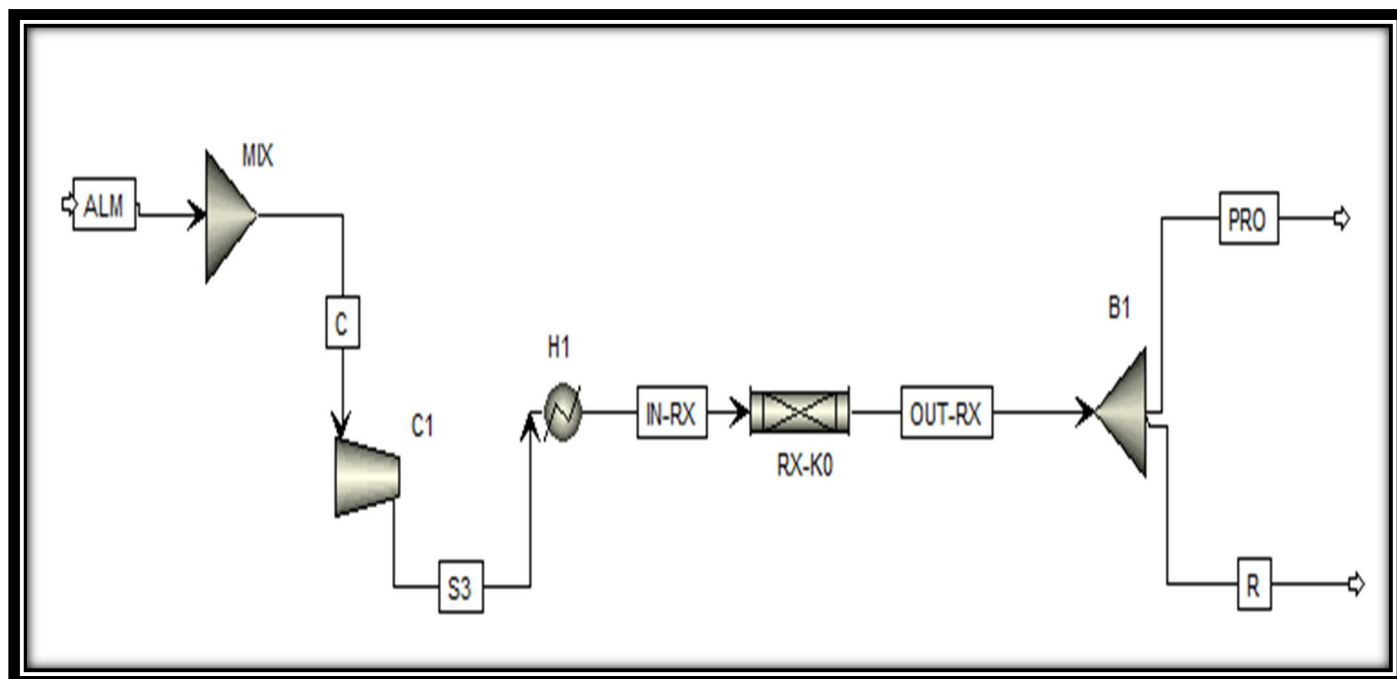 MIX
ALM
C
C1
S3
H1
IN-RX
RX-K0
OUT-RX
B1
PRO
R